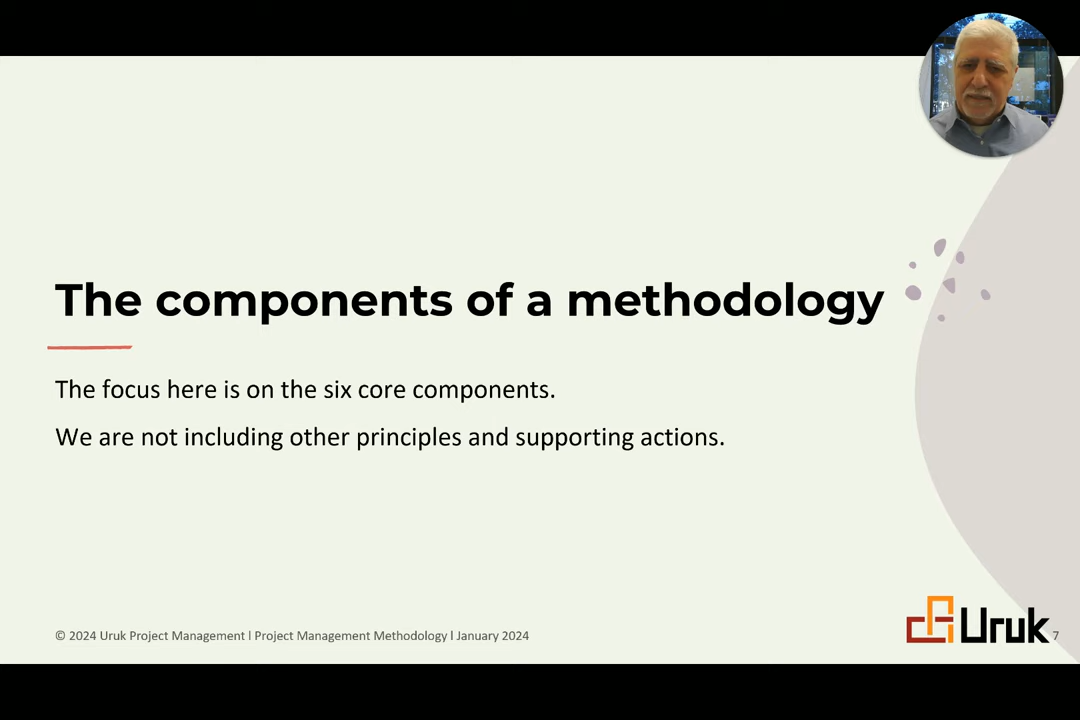 The components of a methodology
The focus here is on the six core components.
We are not including other principles and supporting actions.
© 2024 Uruk Project Management I Project Management Methodology I January 2024
Uruk
7